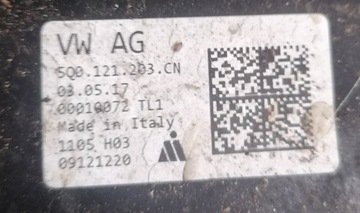 VW AG
5Q0.121.203.CN
03.05.17
00010072 TL1
Made in Italy
1105 H03
09121220